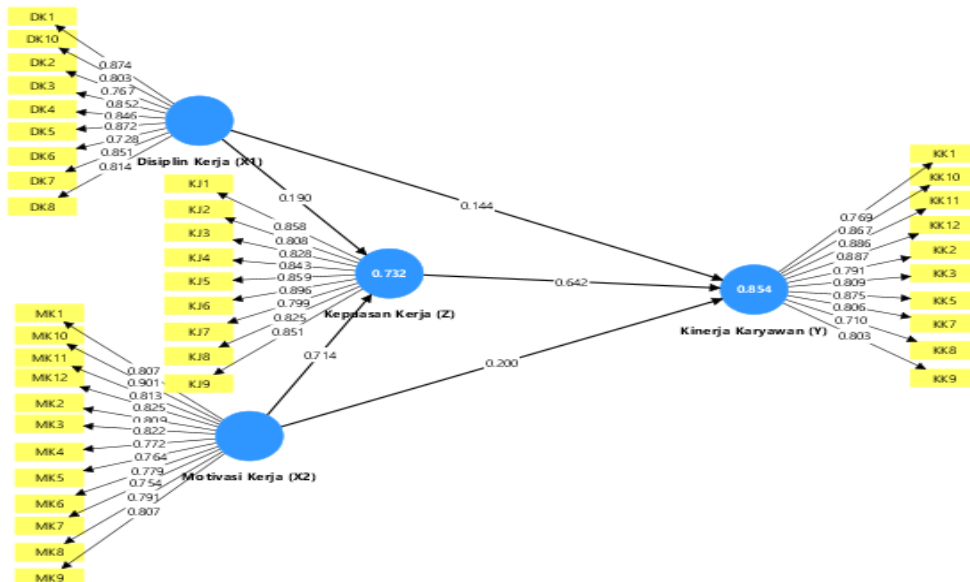 DK1
DK10
DK2
DK3
DK4
DK5
DK6
DK7
DK8
0.874
0.803
0.767
0.852
0.846
0.872
0.728
0.851
0.814
Disiplin Kerja (X1)
KJ1
KJ2
KJ3
KJ4
KJ5
KJ6
KJ7
KJ8
KJ9
0.858
0.808
0.828
0.843
0.859
0.896
0.799
0.825
0.851
0.190
0.144
0.732
Kepuasan Kerja (Z)
0.642
0.714
0.200
MK1
MK10
MK11
MK12
MK2
MK3
MK4
MK5
MK6
MK7
MK8
MK9
0.807
0.901
0.813
0.825
0.809
0.822
0.772
0.764
0.779
0.754
0.791
0.807
Motivasi Kerja (X2)
0.854
Kinerja Karyawan (Y)
0.769
0.867
0.886
0.887
0.791
0.809
0.875
0.806
0.710
0.803
KK1
KK10
KK11
KK12
KK2
KK3
KK5
KK7
KK8
KK9